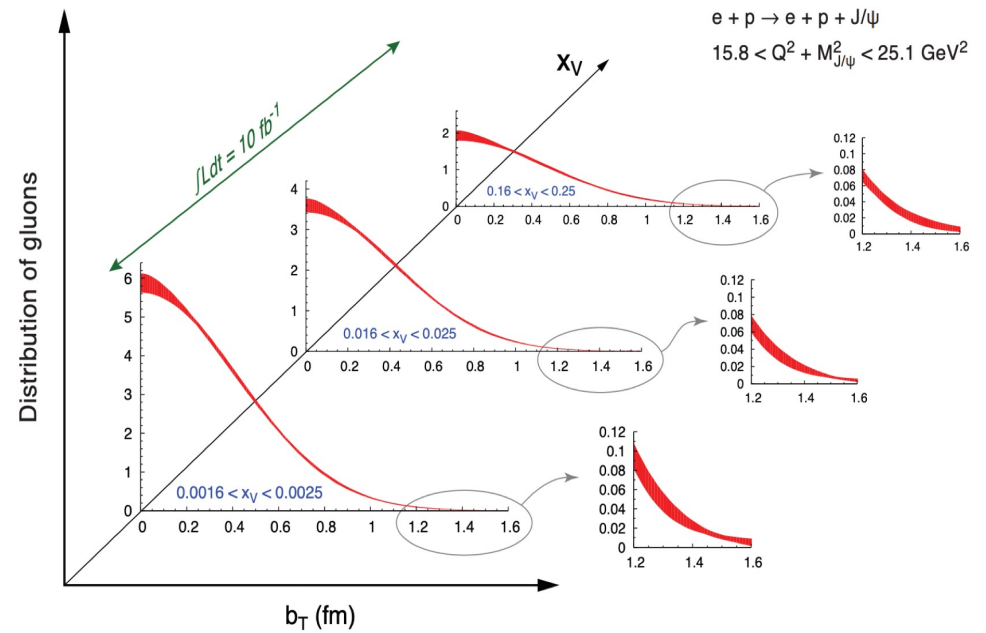 e + p → e + p + J/ψ
15.8 < Q² + M²J/ψ < 25.1 GeV²
xV
∫Ldt = 10 fb⁻¹
Distribution of gluons
2
1
0
0.16 < xV < 0.25
0 0.2 0.4 0.6 0.8 1 1.2 1.4 1.6
0.12
0.1
0.08
0.06
0.04
0.02
0
1.2 1.4 1.6
4
3
2
1
0
0.016 < xV < 0.025
0 0.2 0.4 0.6 0.8 1 1.2 1.4 1.6
0.12
0.1
0.08
0.06
0.04
0.02
0
1.2 1.4 1.6
6
5
4
3
2
1
0
0.0016 < xV < 0.0025
0 0.2 0.4 0.6 0.8 1 1.2 1.4 1.6
0.12
0.10
0.08
0.06
0.04
0.02
0
1.2 1.4 1.6
bT (fm)